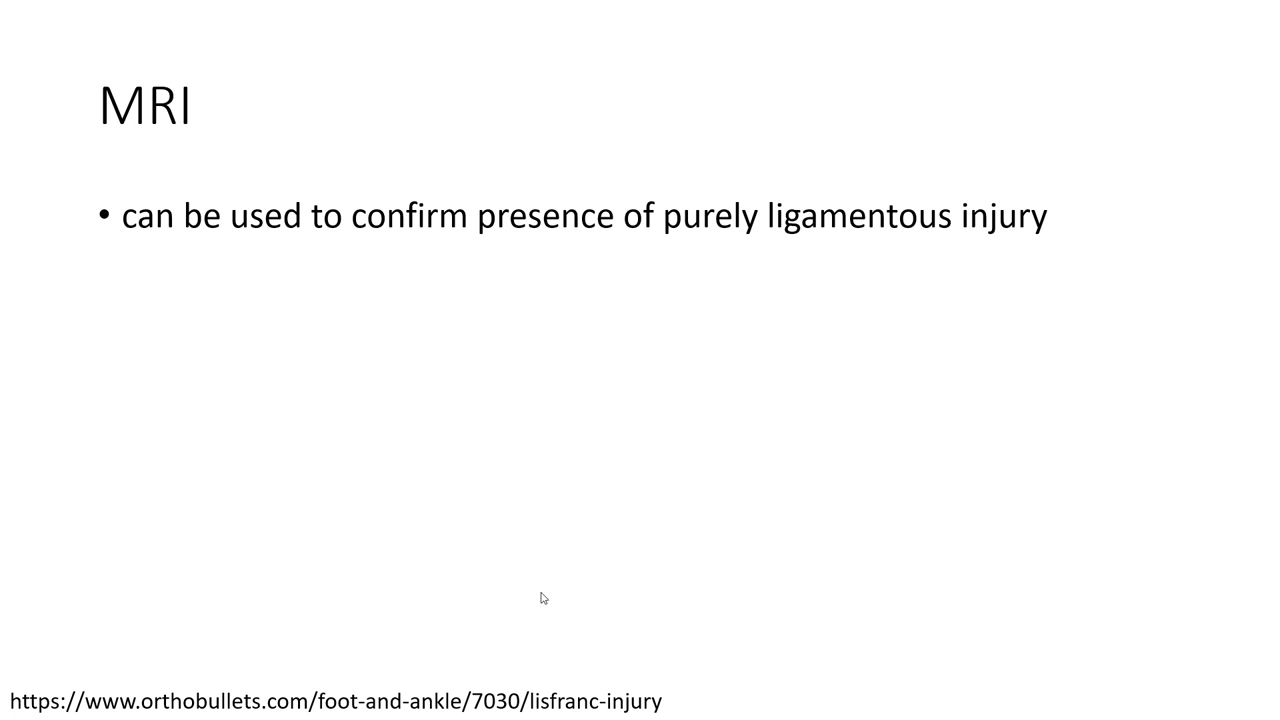 MRI
• can be used to confirm presence of purely ligamentous injury
https://www.orthobullets.com/foot-and-ankle/7030/lisfranc-injury